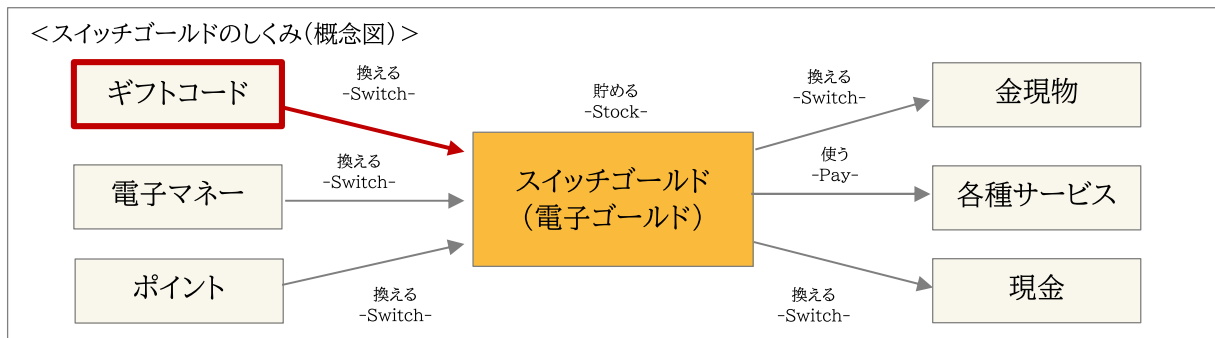 ＜スイッチゴールドのしくみ（概念図）＞
ギフトコード
換える
-Switch-
貯める
-Stock-
換える
-Switch-
金現物
電子マネー
換える
-Switch-
スイッチゴールド
（電子ゴールド）
使う
-Pay-
各種サービス
ポイント
換える
-Switch-
換える
-Switch-
現金